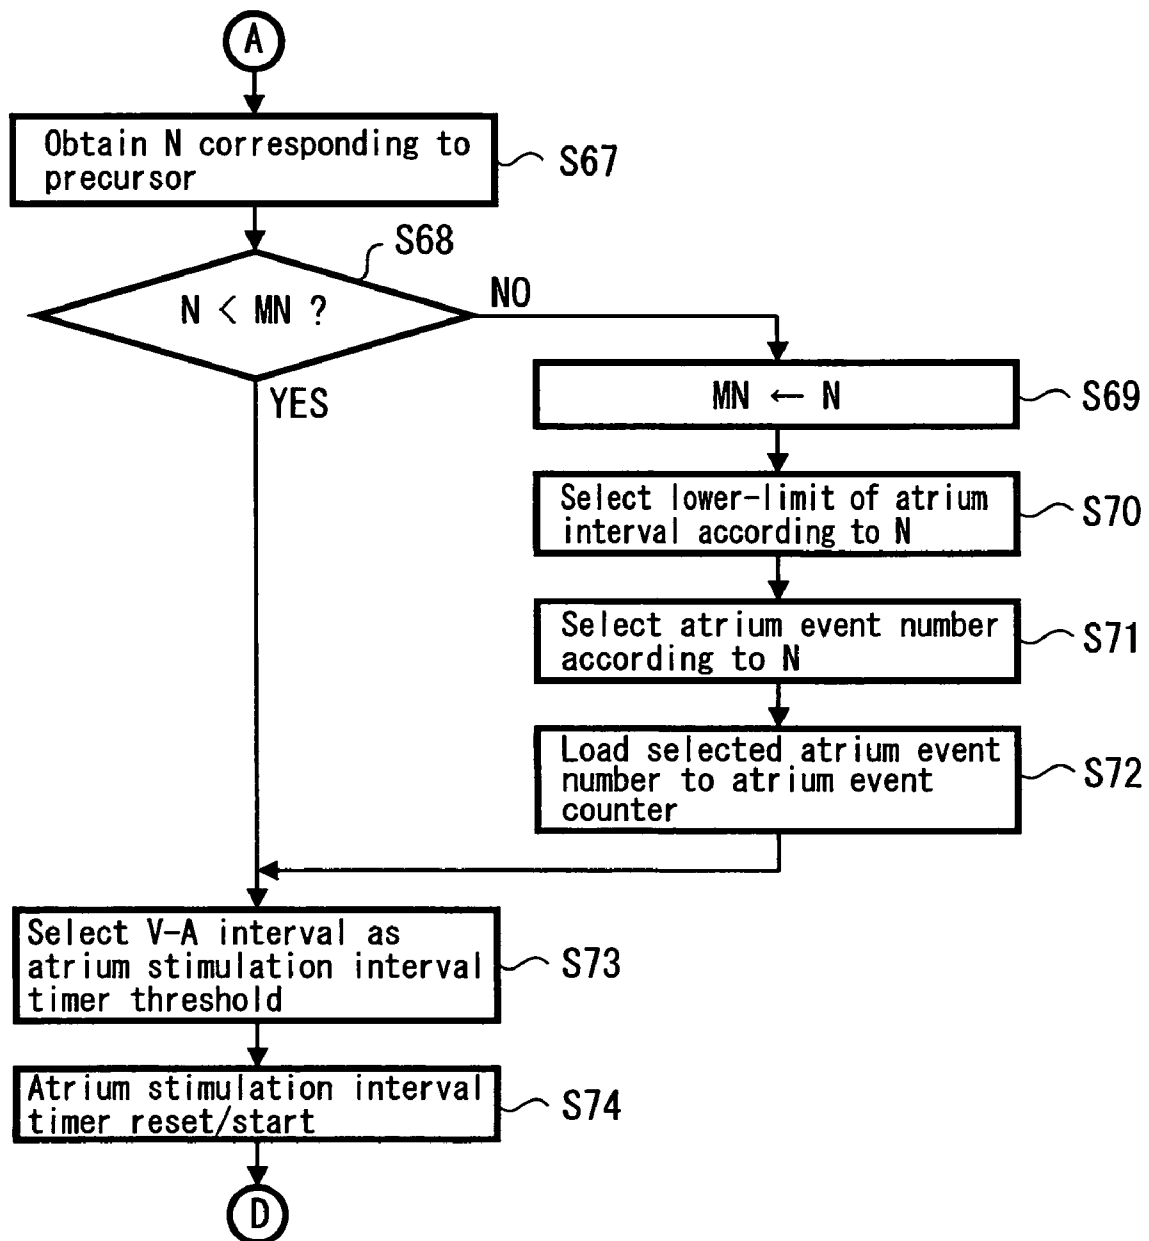 A
Obtain N corresponding to
precursor
S67
S68
N < MN ?
NO
YES
MN ← N
S69
Select lower-limit of atrium
interval according to N
S70
Select atrium event number
according to N
S71
Load selected atrium event
number to atrium event
counter
S72
Select V-A interval as
atrium stimulation interval
timer threshold
S73
Atrium stimulation interval
timer reset/start
S74
D